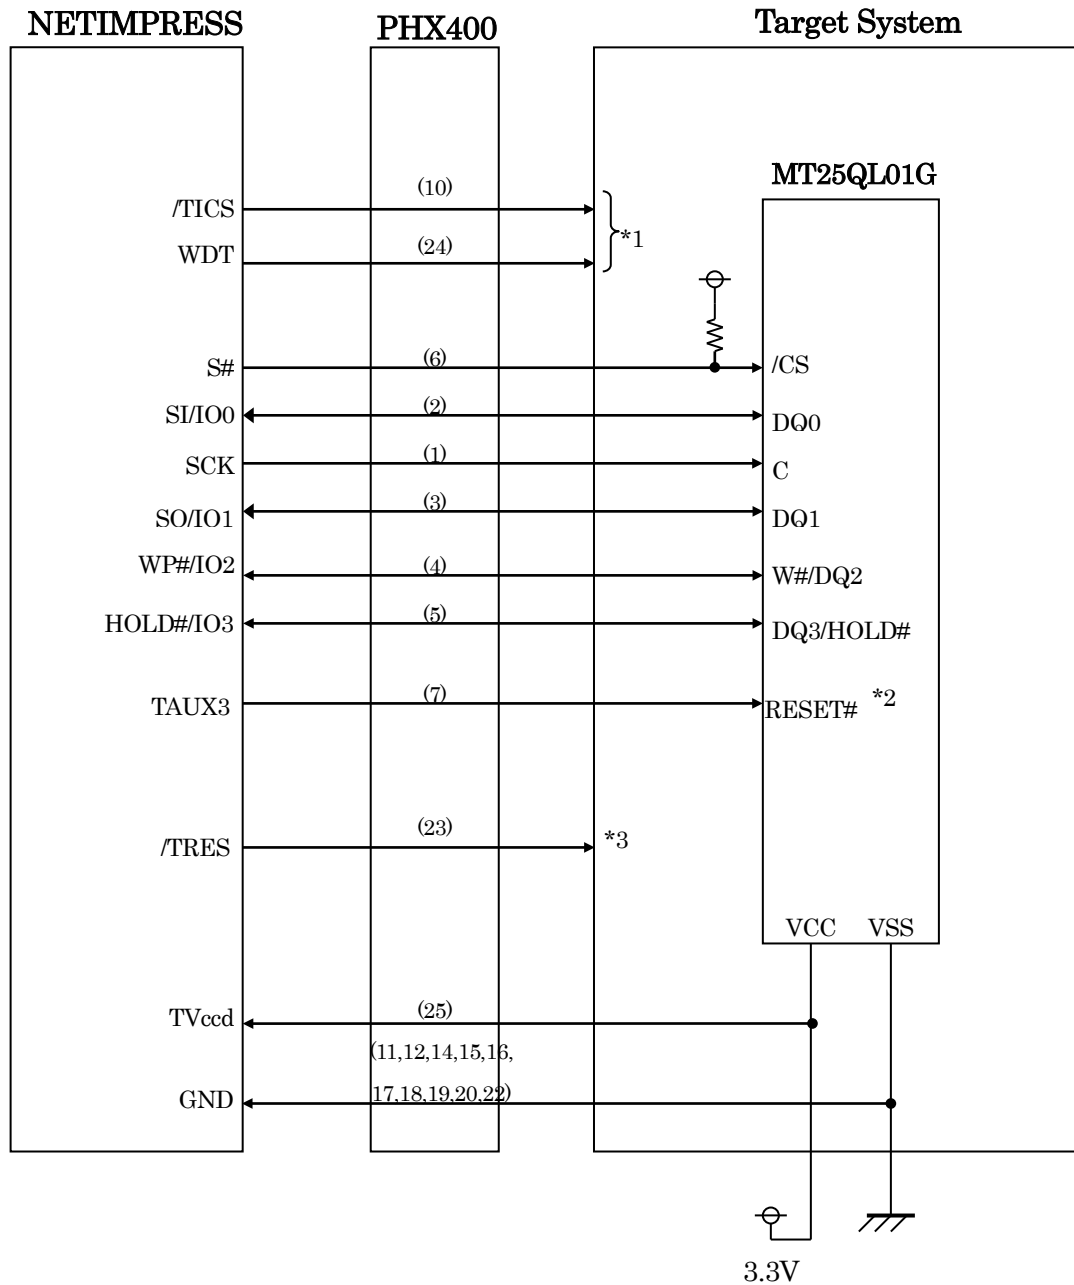 NETIMPRESS
PHX400
Target System
MT25QL01G
/TICS
(10)
*1
WDT
(24)
S#
(6)
/CS
SI/IO0
(2)
DQ0
SCK
(1)
C
SO/IO1
(3)
DQ1
WP#/IO2
(4)
W#/DQ2
HOLD#/IO3
(5)
DQ3/HOLD#
TAUX3
(7)
RESET# *2
/TRES
(23)
*3
VCC VSS
TVccd
(25)
(11,12,14,15,16,
17,18,19,20,22)
GND
3.3V